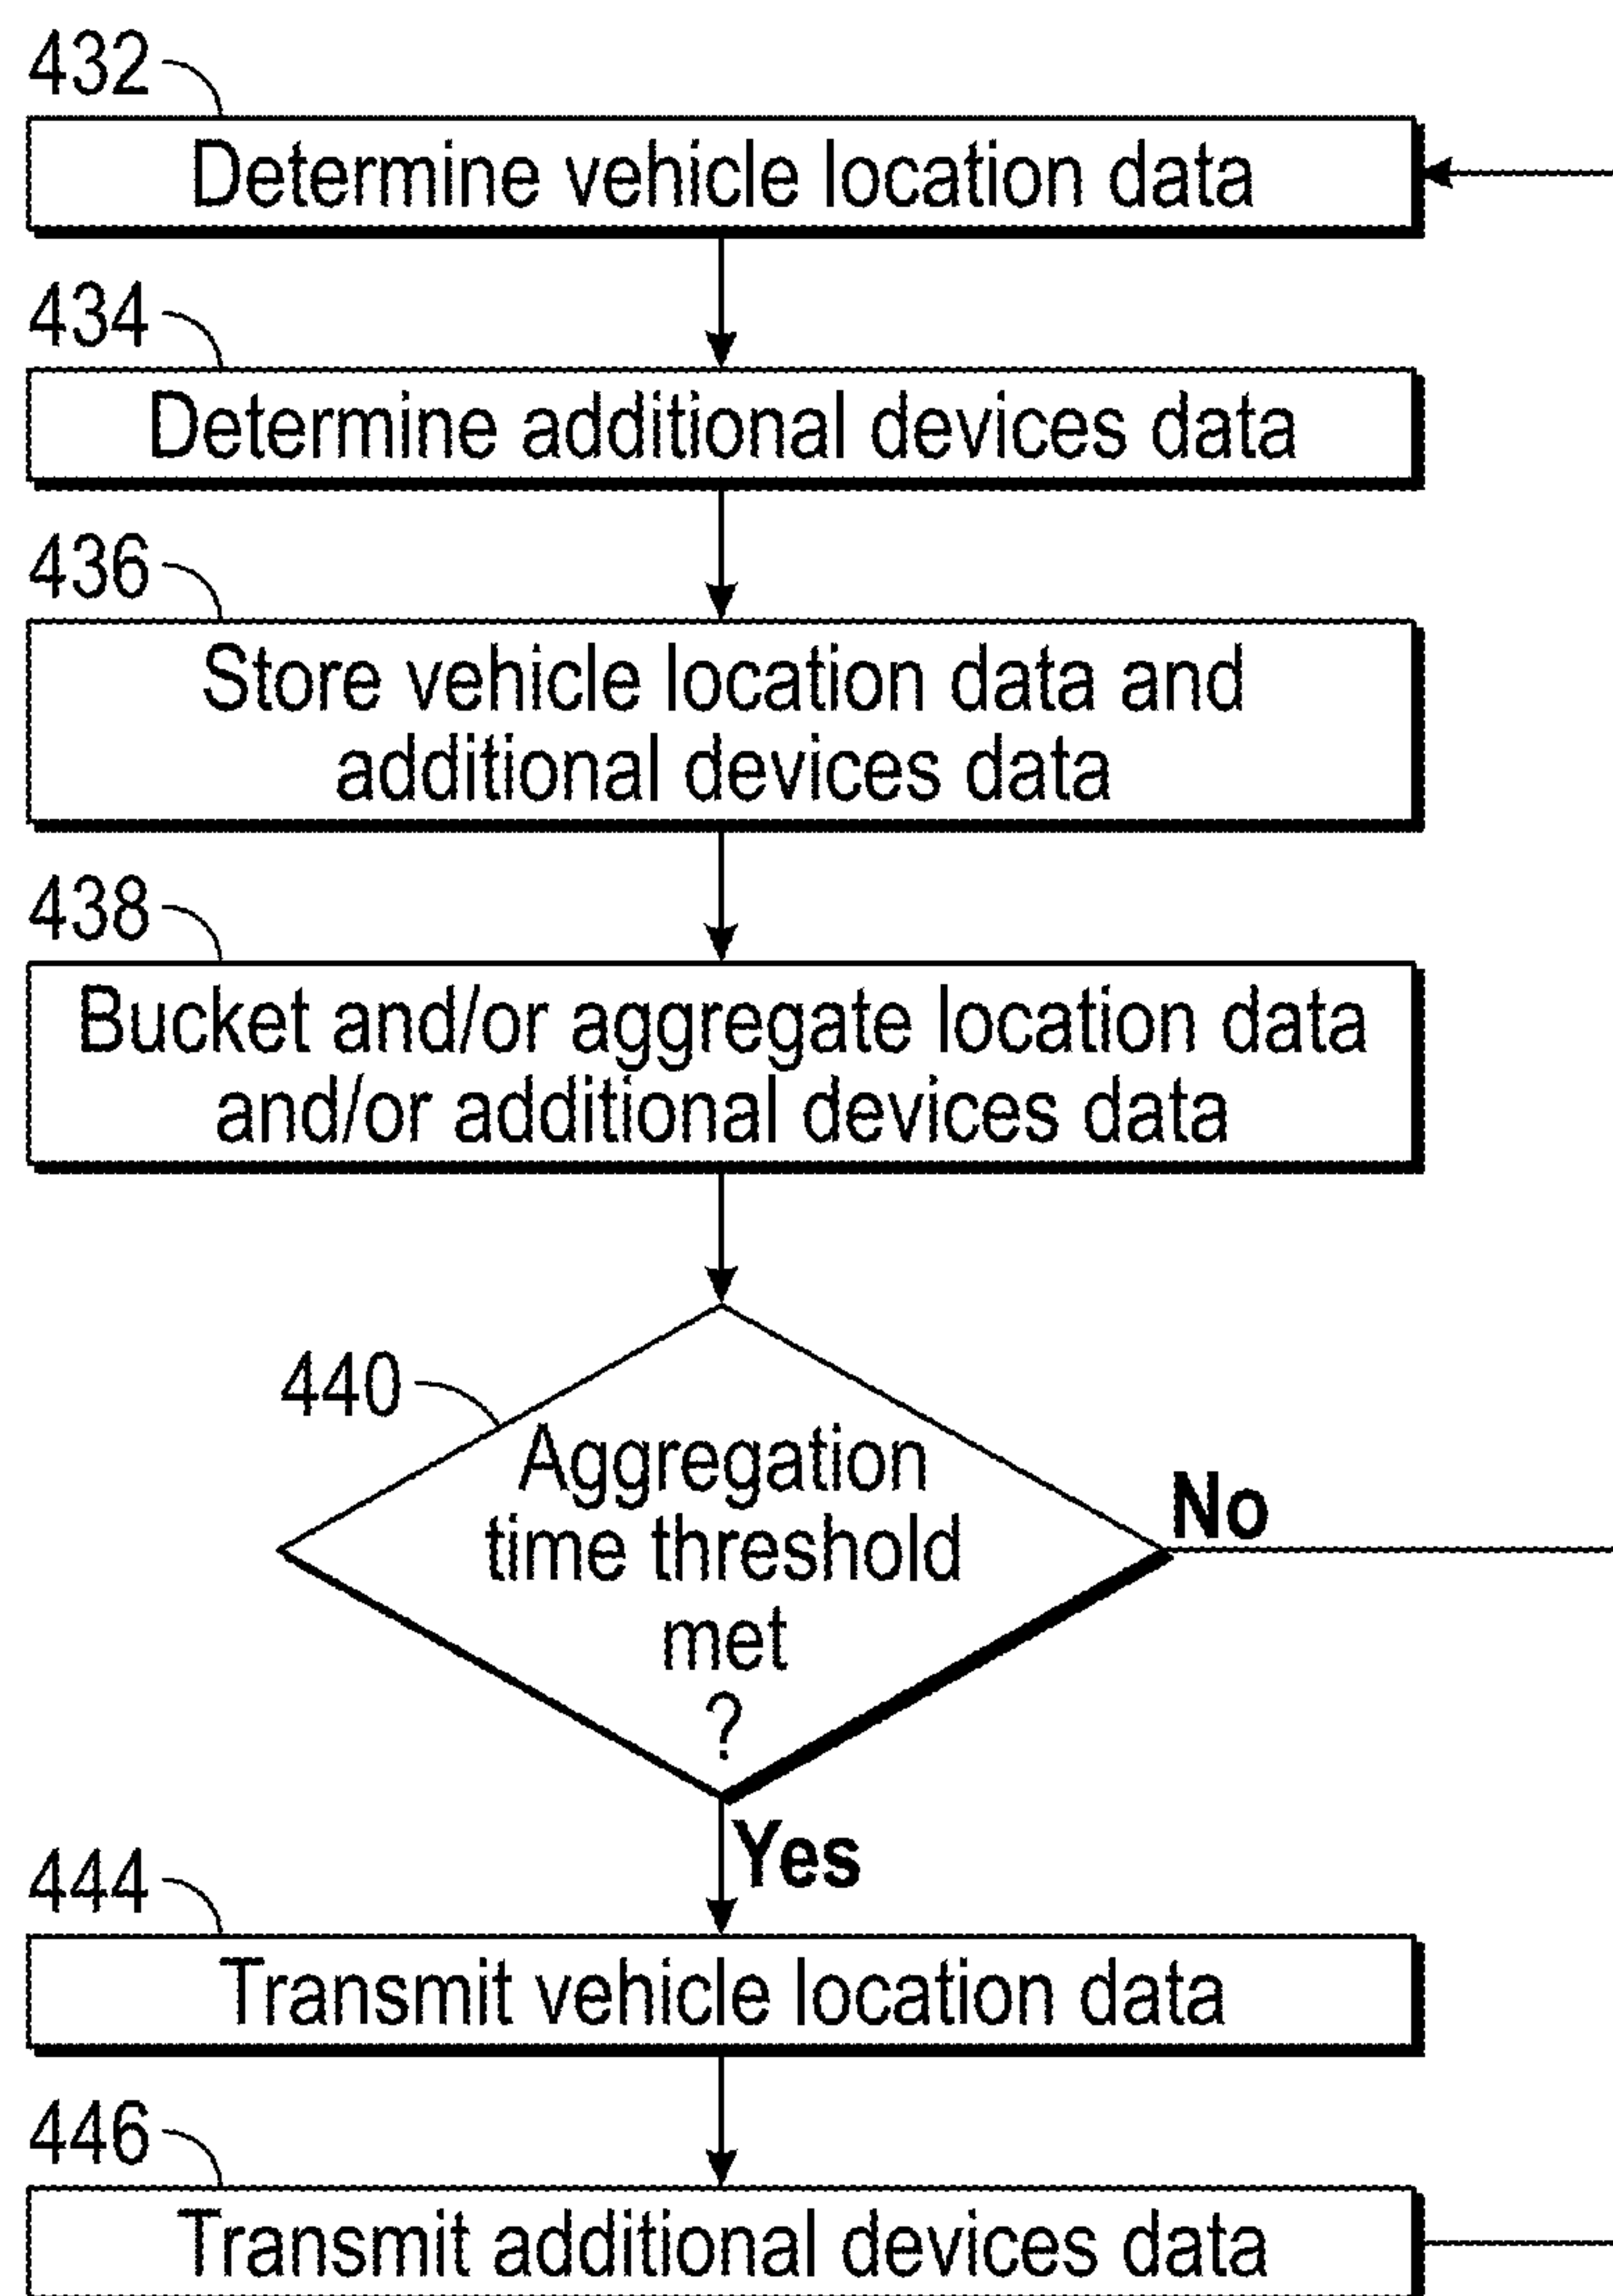 432
Determine vehicle location data
434
Determine additional devices data
436
Store vehicle location data and
additional devices data
438
Bucket and/or aggregate location data
and/or additional devices data
440
Aggregation
time threshold
met
?
No
Yes
444
Transmit vehicle location data
446
Transmit additional devices data